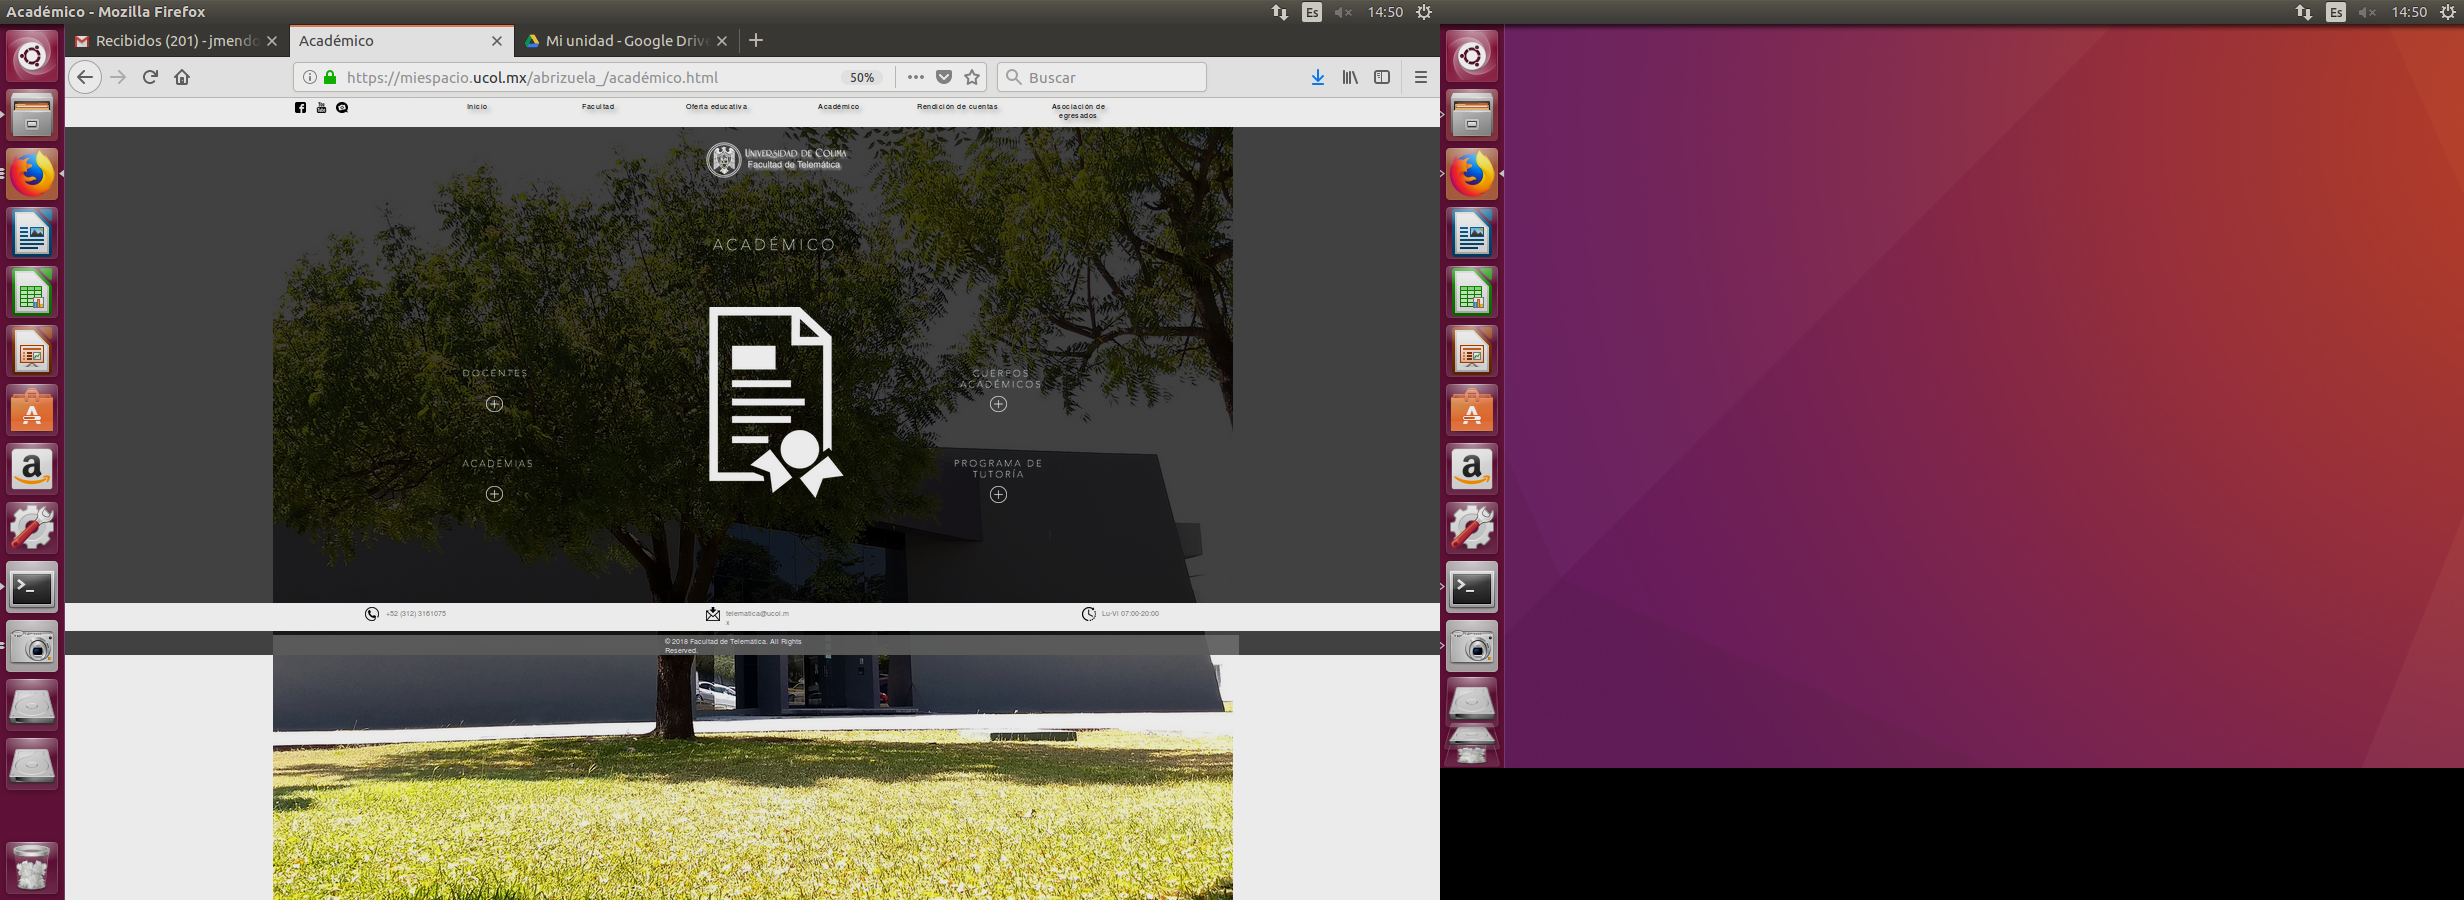 Académico - Mozilla Firefox
Es
14:50
Es
14:50
Recibidos (201) - jmendo
Académico
Mi unidad - Google Drive
https://miespacio.ucol.mx/abrizuela_/académico.html
50%
Buscar
Inicio
Facultad
Oferta educativa
Académico
Rendición de cuentas
Asociación de
egresados
UNIVERSIDAD DE COLIMA
Facultad de Telemática
ACADÉMICO
DOCENTES
CUERPOS
ACADÉMICOS
ACADEMIAS
PROGRAMA DE
TUTORÍA
+52 (312) 3161075
telematica@ucol.m
x
Lu-Vi 07:00-20:00
© 2018 Facultad de Telemática. All Rights
Reserved.